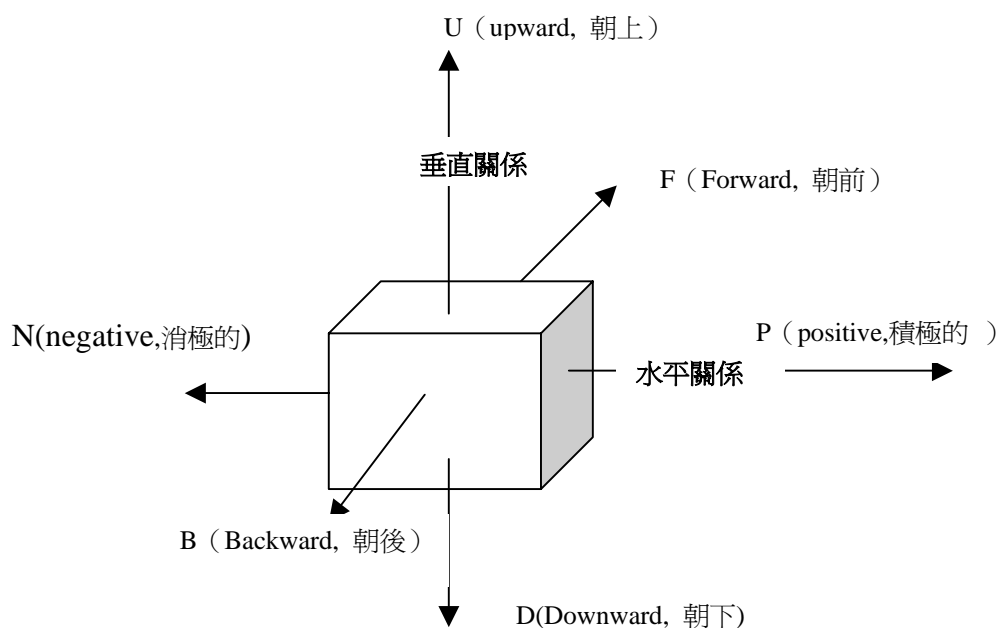 U（upward, 朝上）
垂直關係
F（Forward, 朝前）
N(negative,消極的)
P（positive,積極的 ）
水平關係
B（Backward, 朝後）
D(Downward, 朝下)